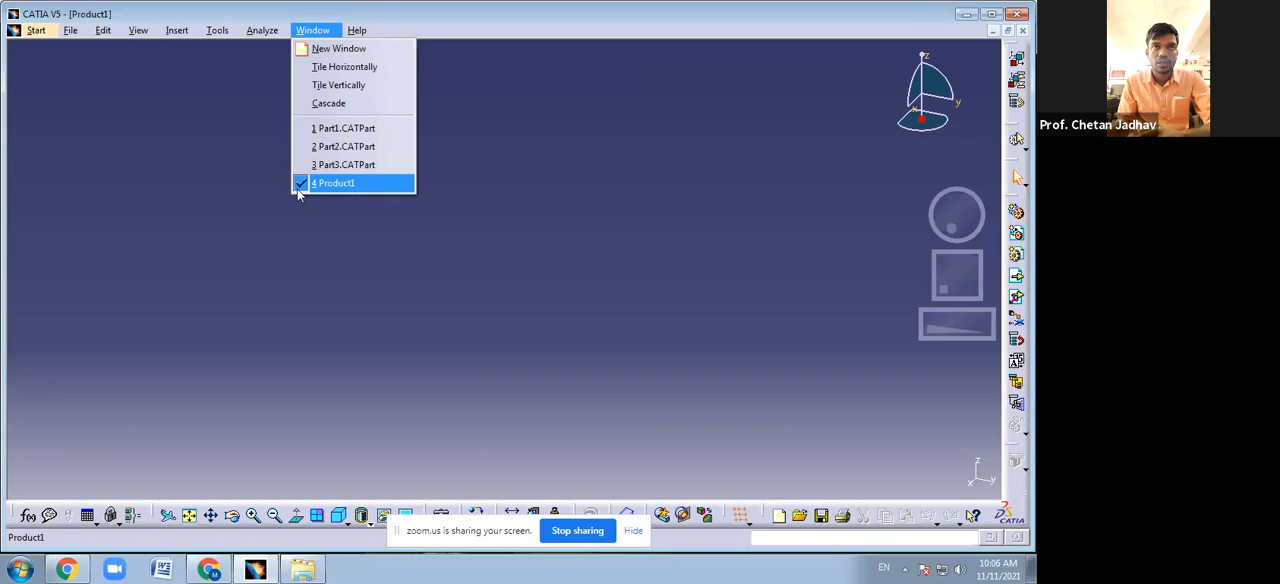 CATIA V5 - [Product1]
Start File Edit View Insert Tools Analyze Window Help
New Window
Tile Horizontally
Tile Vertically
Cascade
1 Part1.CATPart
2 Part2.CATPart
3 Part3.CATPart
4 Product1
z
y
x
Prof. Chetan Jadhav
z
x y
f(x)
CATIA
zoom.us is sharing your screen. Stop sharing Hide
Product1
EN
10:06 AM
11/11/2021